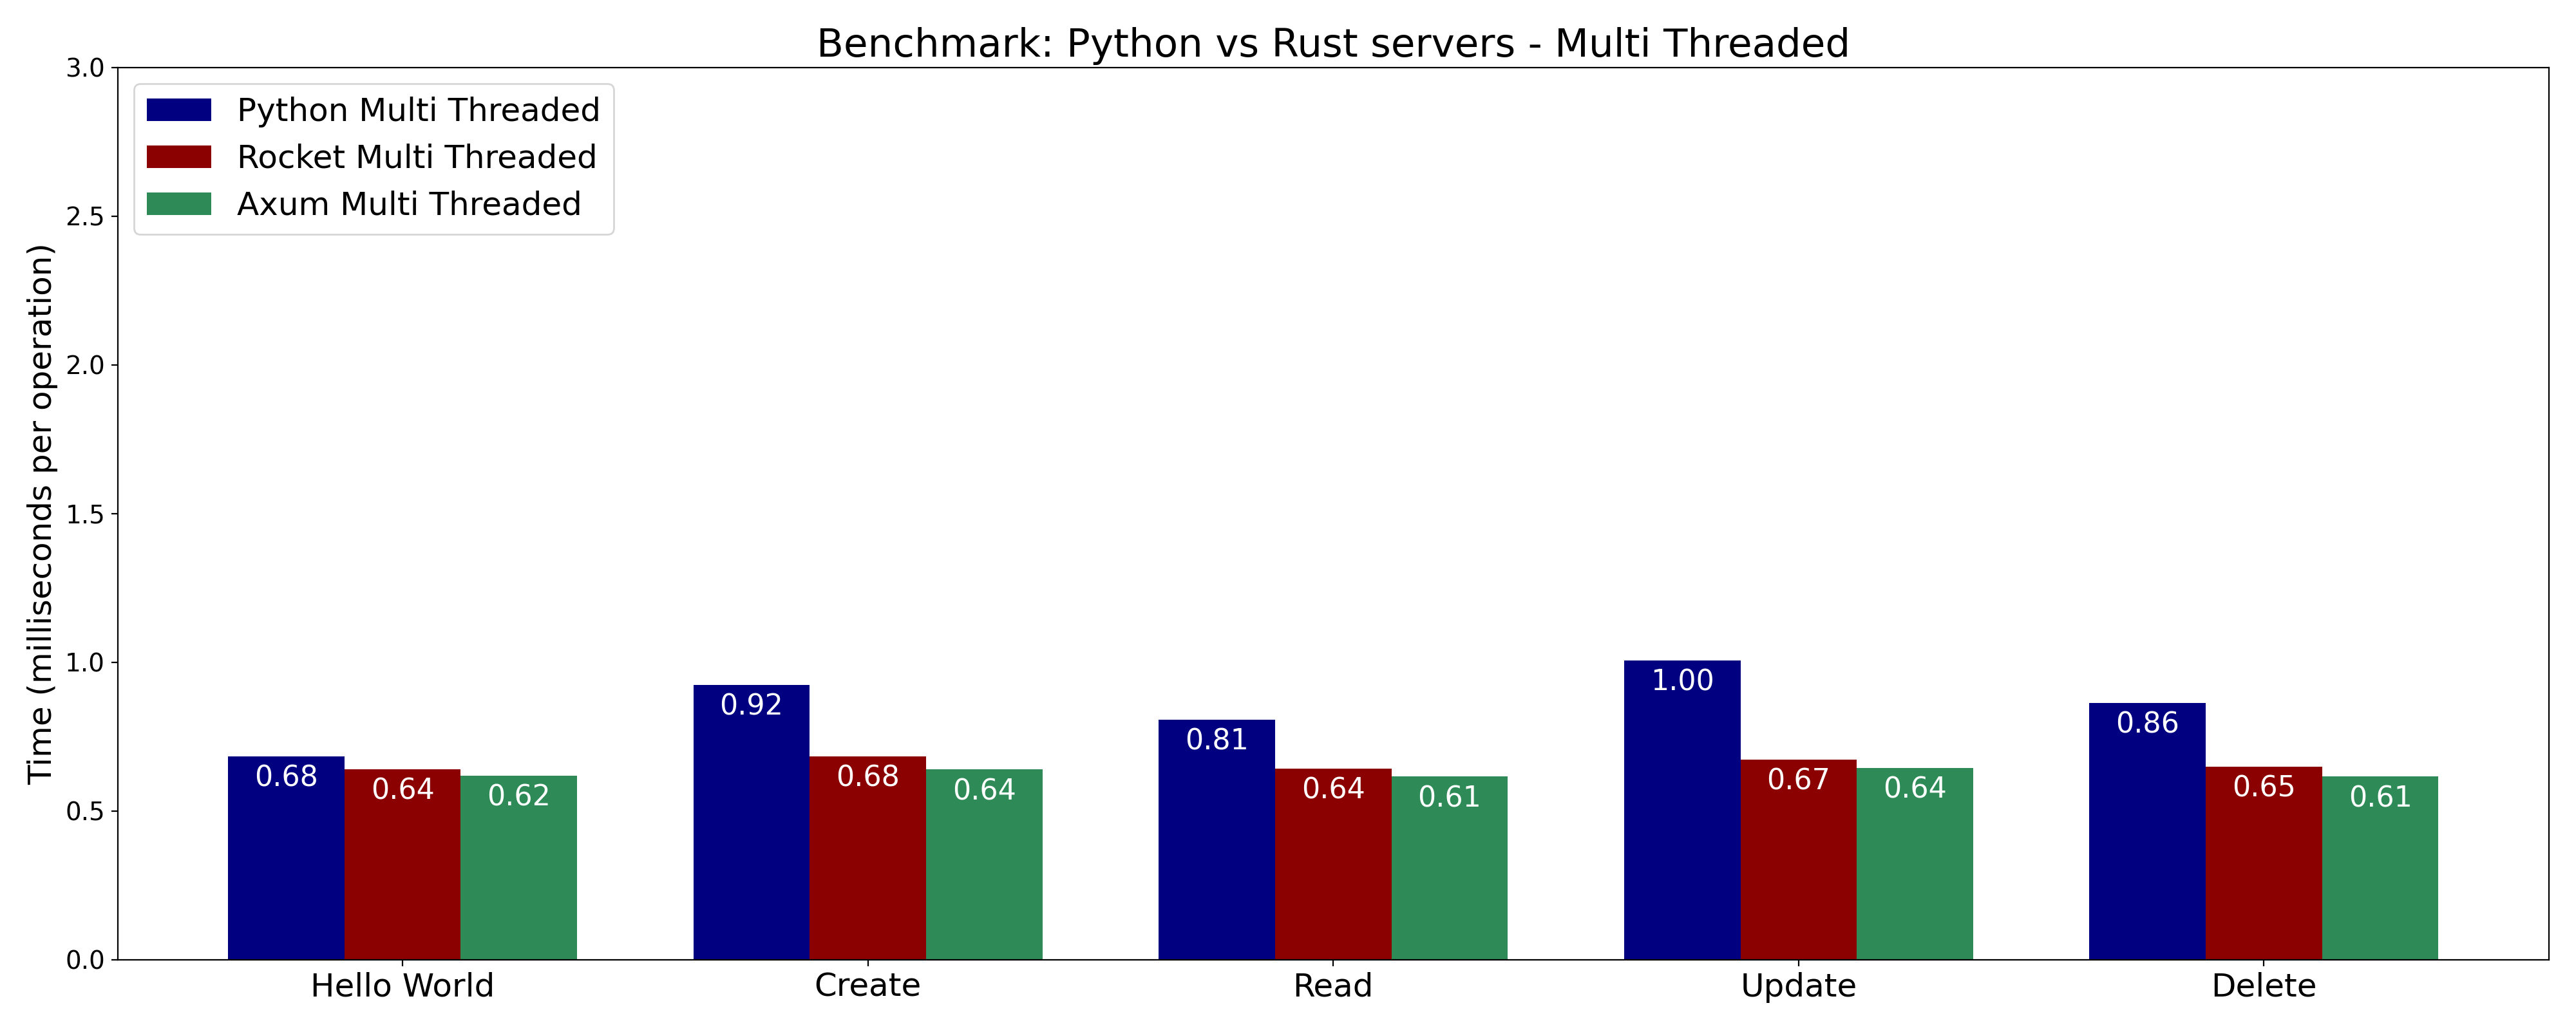 Benchmark: Python vs Rust servers - Multi Threaded
Time (milliseconds per operation)
3.0
2.5
2.0
1.5
1.0
0.5
0.0
Python Multi Threaded
Rocket Multi Threaded
Axum Multi Threaded
0.68 0.64 0.62
0.92 0.68 0.64
0.81 0.64 0.61
1.00 0.67 0.64
0.86 0.65 0.61
Hello World Create Read Update Delete